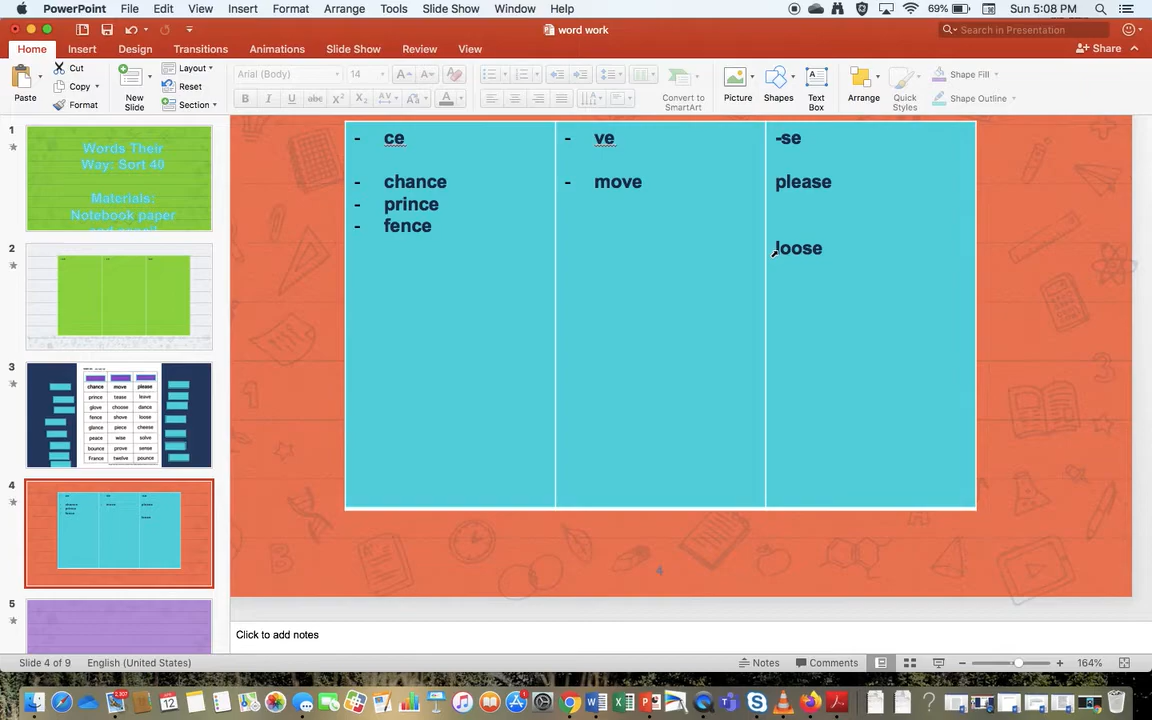 PowerPoint File Edit View Insert Format Arrange Tools Slide Show Window Help 69% Sun 5:08 PM
word work
Search in Presentation
Home Insert Design Transitions Animations Slide Show Review View
Share
Paste
Cut
Copy
Format
New Slide
Layout
Reset
Section
Arial (Body) 14
B I U abc X² X₂ AV Aa A
Convert to SmartArt
Picture
Shapes
Text Box
Arrange
Quick Styles
Shape Fill
Shape Outline
1
Words Their
Way: Sort 40
Materials:
Notebook paper
2
3
chance move please
prince tease leave
glove choose dance
fence shove loose
glance piece cheese
peace wise solve
bounce prove sense
France twelve pounce
4
5
- ce
- chance
- prince
- fence
- ve
- move
-se
please
loose
4
Click to add notes
Slide 4 of 9 English (United States) Notes Comments 164%